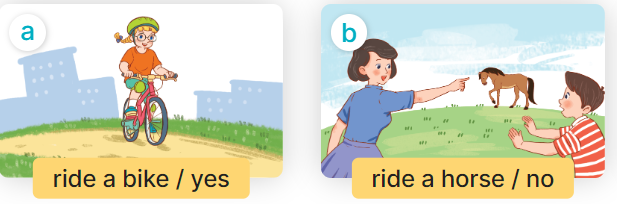 a
b
ride a bike / yes
ride a horse / no